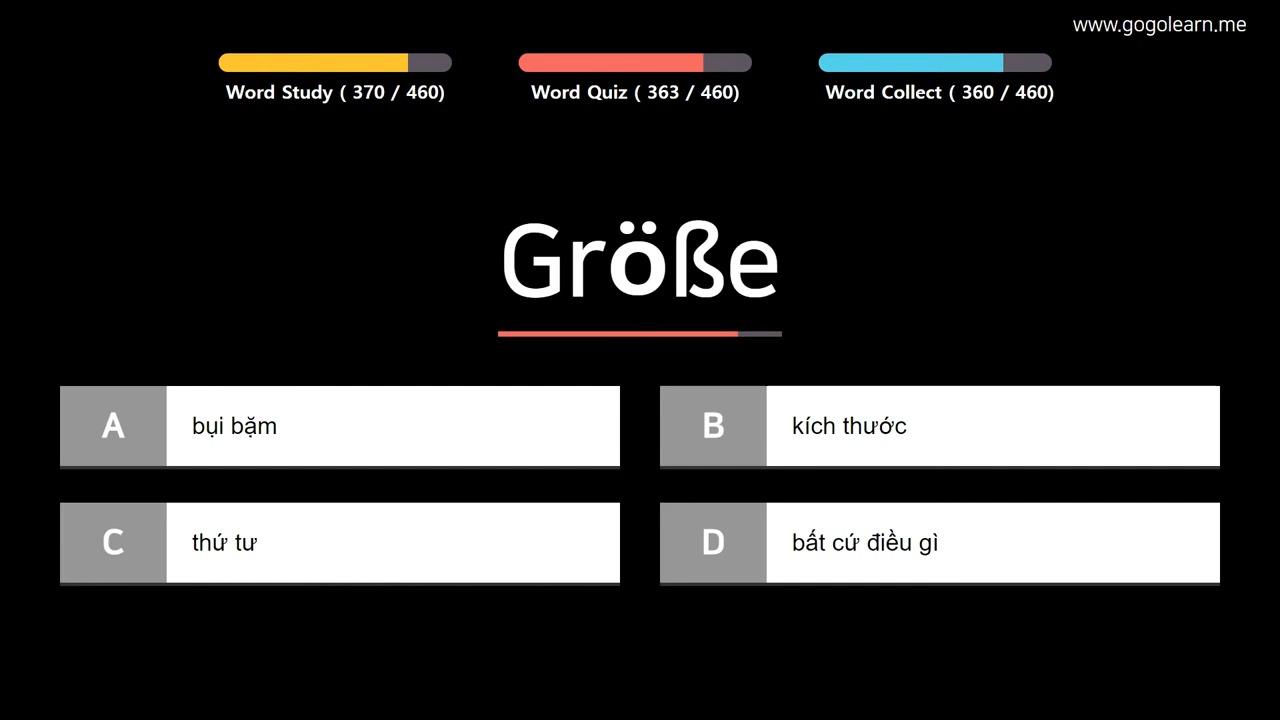 www.gogolearn.me
Word Study ( 370 / 460)
Word Quiz ( 363 / 460)
Word Collect ( 360 / 460)
Größe
A bụi bặm
B kích thước
C thứ tư
D bất cứ điều gì